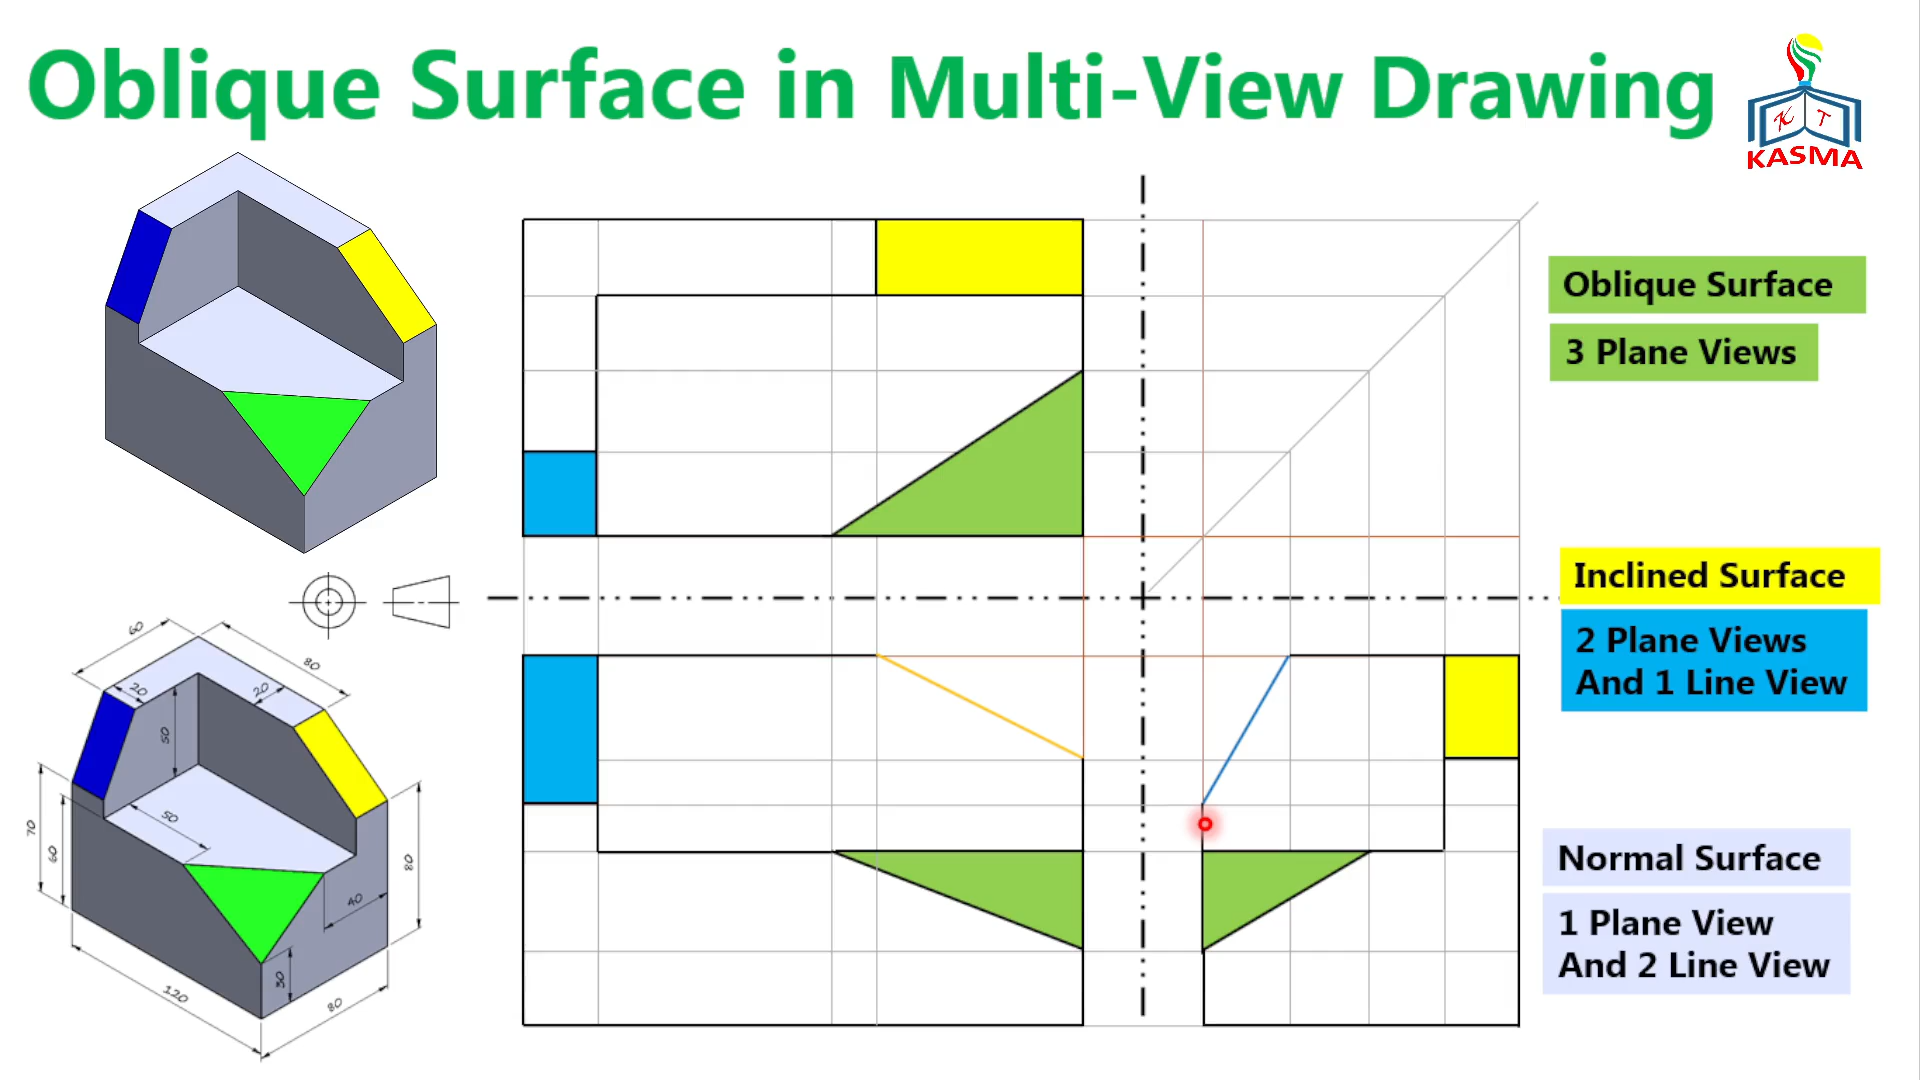 Oblique Surface in Multi-View Drawing
K T
KASMA
Oblique Surface
3 Plane Views
Inclined Surface
2 Plane Views
And 1 Line View
Normal Surface
1 Plane View
And 2 Line View
60
80
20
20
50
50
70
60
80
40
30
120
80